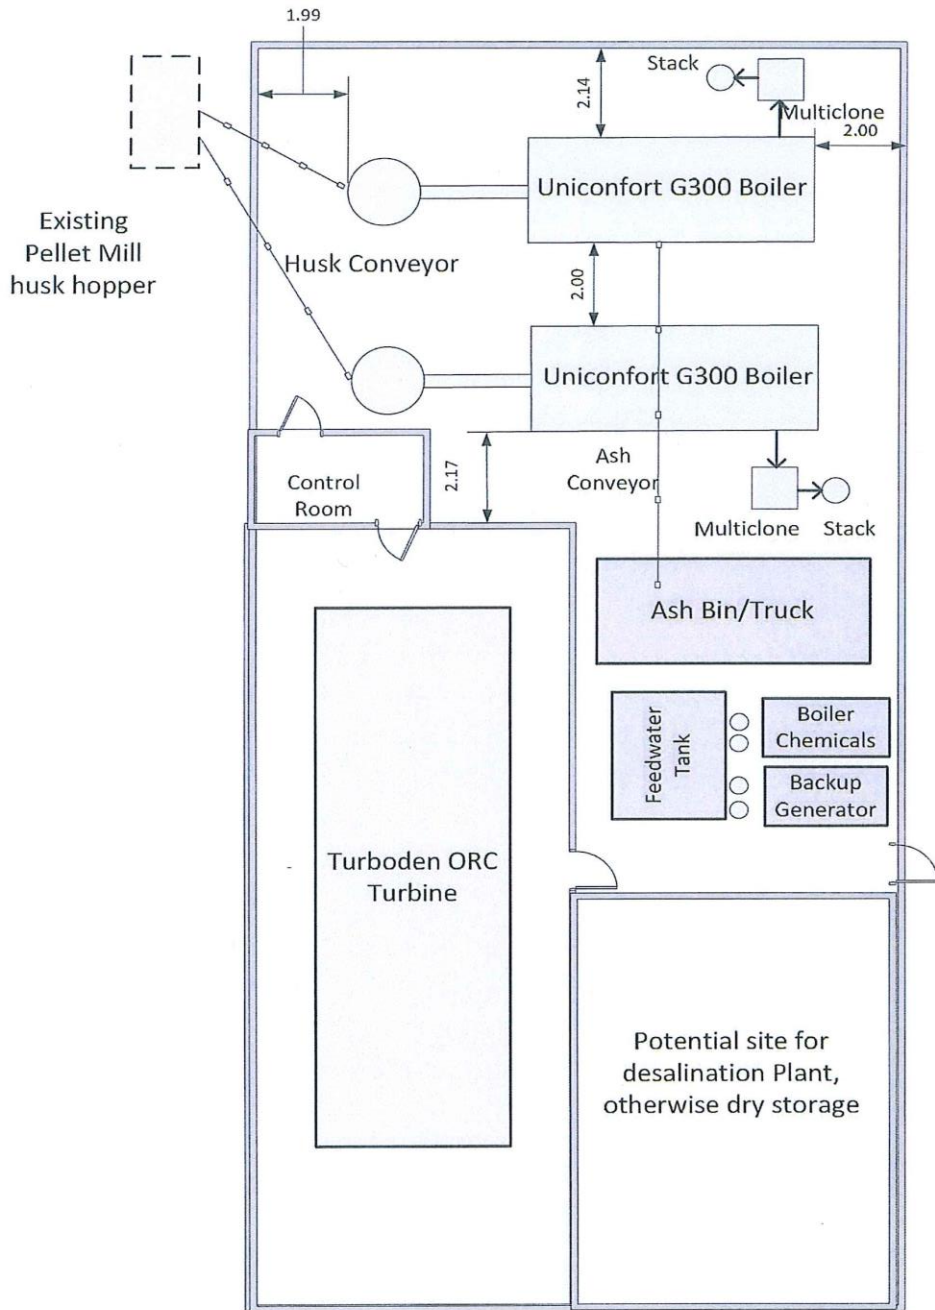 1.99
Stack
2.14
Multiclone
2.00
Uniconfort G300 Boiler
Existing
Pellet Mill
husk hopper
Husk Conveyor
2.00
Uniconfort G300 Boiler
2.17
Ash
Conveyor
Control
Room
Multiclone
Stack
Ash Bin/Truck
Feedwater
Tank
Boiler
Chemicals
Backup
Generator
Turboden ORC
Turbine
Potential site for
desalination Plant,
otherwise dry storage